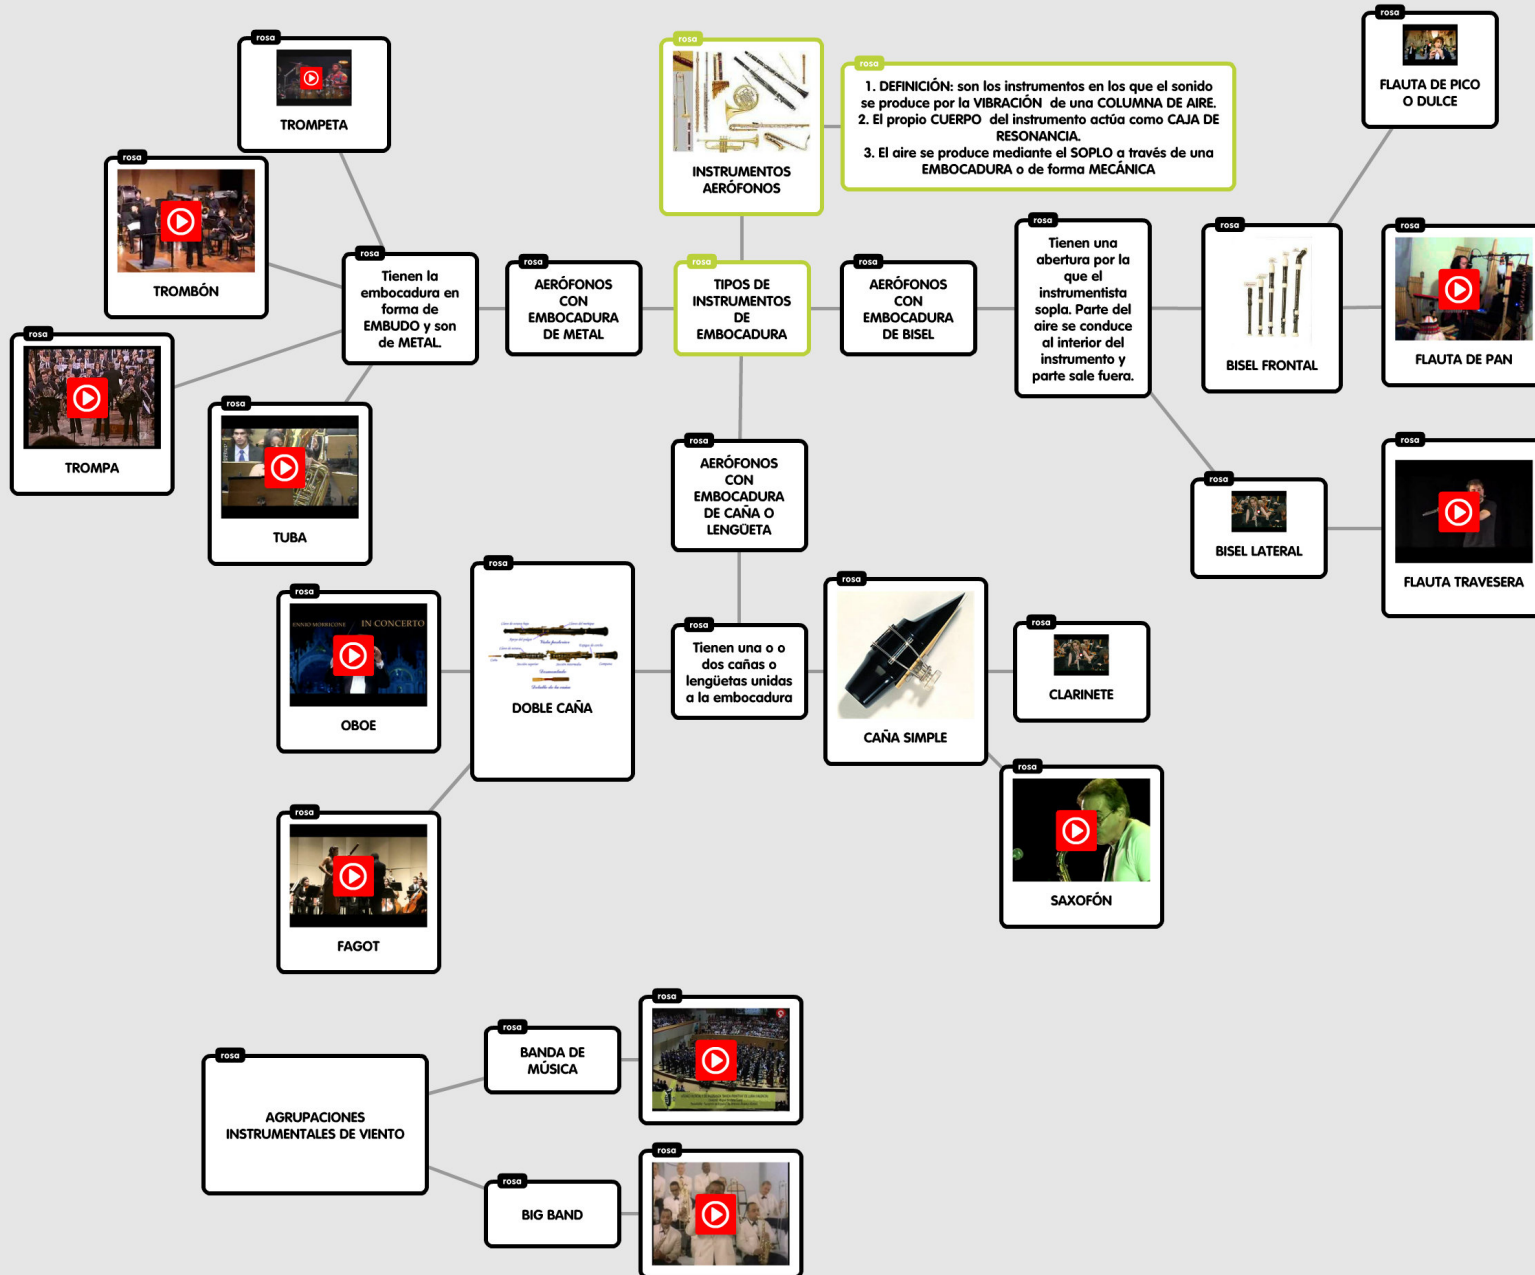 rosa
TROMPETA
rosa
INSTRUMENTOS
AERÓFONOS
rosa
1. DEFINICIÓN: son los instrumentos en los que el sonido
se produce por la VIBRACIÓN de una COLUMNA DE AIRE.
2. El propio CUERPO del instrumento actúa como CAJA DE
RESONANCIA.
3. El aire se produce mediante el SOPLO a través de una
EMBOCADURA o de forma MECÁNICA
rosa
FLAUTA DE PICO
O DULCE
rosa
TROMBÓN
rosa
Tienen la
embocadura en
forma de
EMBUDO y son
de METAL.
rosa
AERÓFONOS
CON
EMBOCADURA
DE METAL
rosa
TIPOS DE
INSTRUMENTOS
DE
EMBOCADURA
rosa
AERÓFONOS
CON
EMBOCADURA
DE BISEL
rosa
Tienen una
abertura por la
que el
instrumentista
sopla. Parte del
aire se conduce
al interior del
instrumento y
parte sale fuera.
rosa
BISEL FRONTAL
rosa
FLAUTA DE PAN
rosa
TROMPA
rosa
TUBA
rosa
AERÓFONOS
CON
EMBOCADURA
DE CAÑA O
LENGÜETA
rosa
BISEL LATERAL
rosa
FLAUTA TRAVESERA
rosa
ENNIO MORRICONE IN CONCERTO
OBOE
rosa
DOBLE CAÑA
rosa
Tienen una o o
dos cañas o
lengüetas unidas
a la embocadura
rosa
CAÑA SIMPLE
rosa
CLARINETE
rosa
SAXOFÓN
rosa
FAGOT
rosa
AGRUPACIONES
INSTRUMENTALES DE VIENTO
rosa
BANDA DE
MÚSICA
rosa
rosa
BIG BAND
rosa